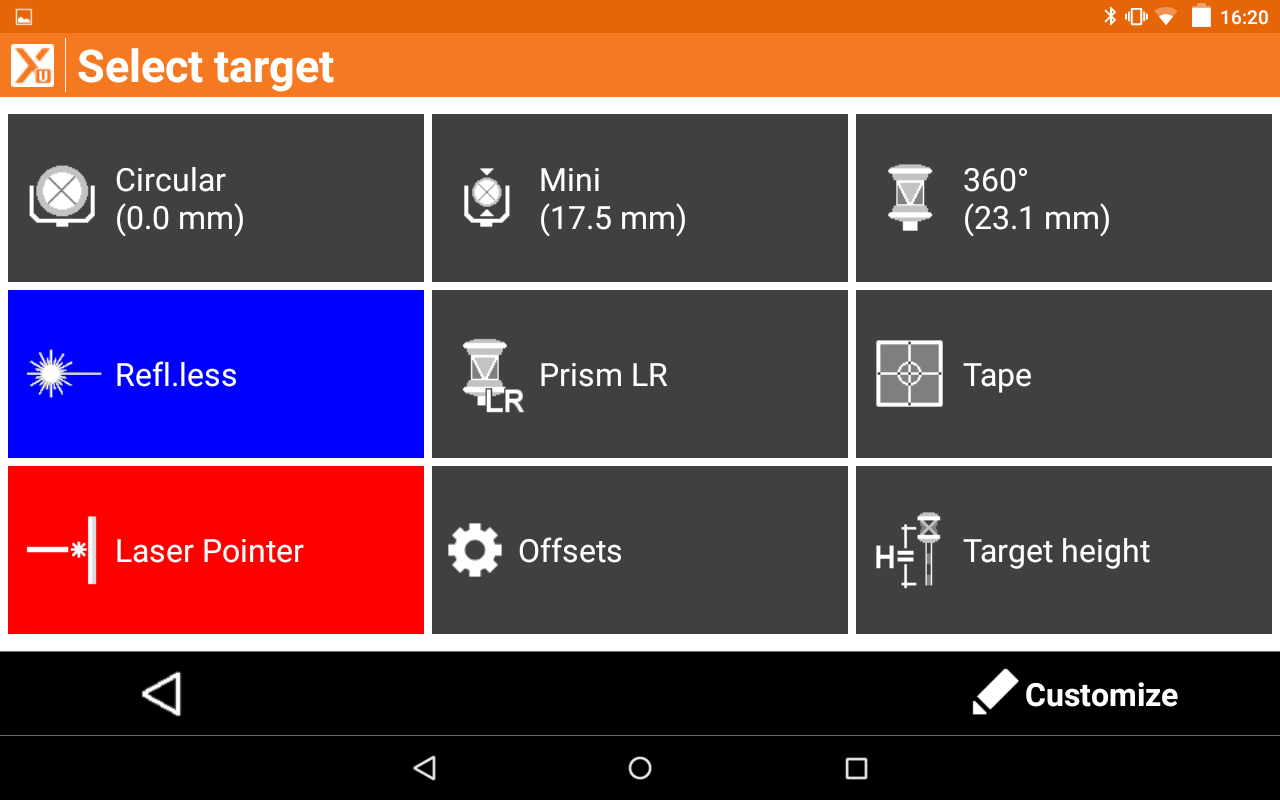 16:20
Select target
Circular
(0.0 mm)
Mini
(17.5 mm)
360°
(23.1 mm)
Refl.less
LR
Prism LR
Tape
Laser Pointer
Offsets
H=
Target height
Customize